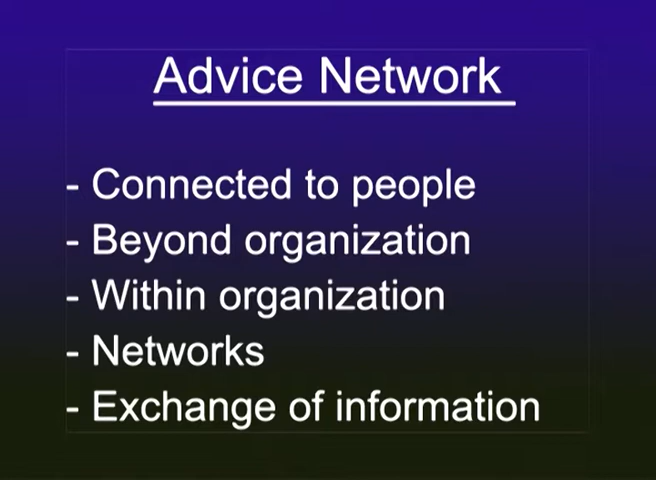 Advice Network
- Connected to people
- Beyond organization
- Within organization
- Networks
- Exchange of information